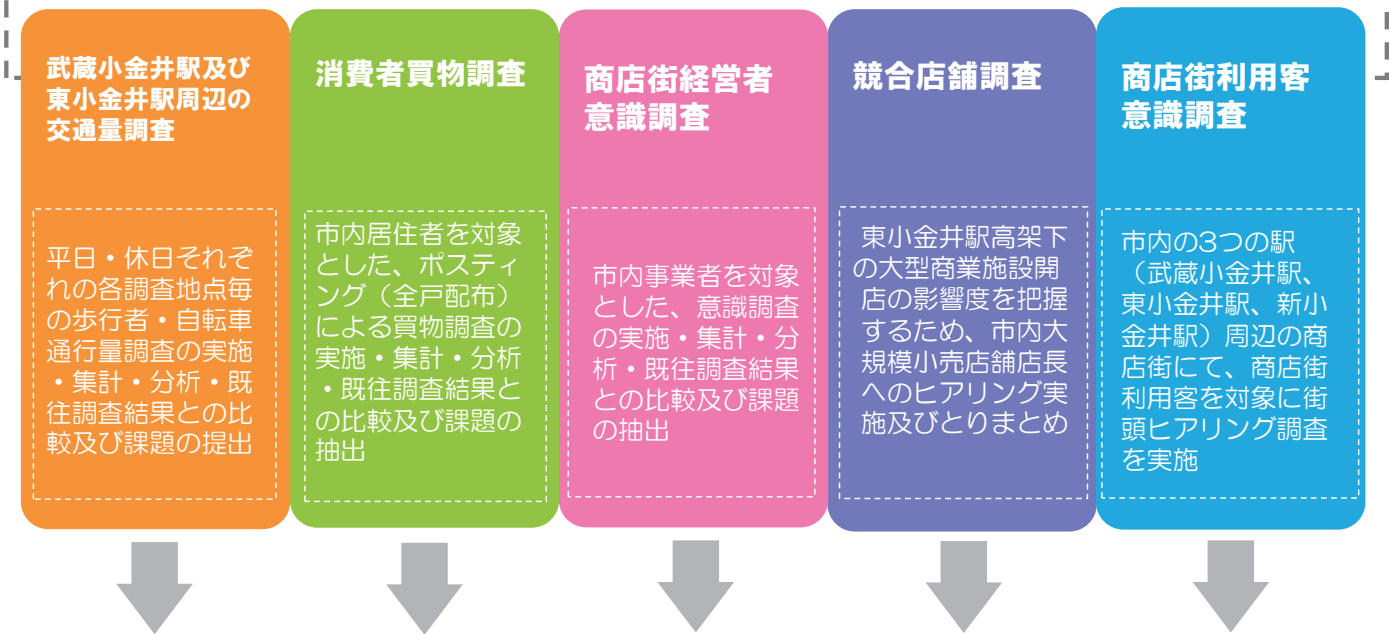 武蔵小金井駅及び
東小金井駅周辺の
交通量調査
平日・休日それぞ
れの各調査地点毎
の歩行者・自転車
通行量調査の実施
・集計・分析・既
往調査結果との比
較及び課題の提出
消費者買物調査
市内居住者を対象
とした、ポスティ
ング（全戸配布）
による買物調査の
実施・集計・分析
・既往調査結果と
の比較及び課題の
抽出
商店街経営者
意識調査
市内事業者を対象
とした、意識調査
の実施・集計・分
析・既往調査結果
との比較及び課題
の抽出
競合店舗調査
東小金井駅高架下
の大型商業施設開
店の影響度を把握
するため、市内大
規模小売店舗店長
へのヒアリング実
施及びとりまとめ
商店街利用客
意識調査
市内の3つの駅
（武蔵小金井駅、
東小金井駅、新小
金井駅）周辺の商
店街にて、商店街
利用客を対象に街
頭ヒアリング調査
を実施